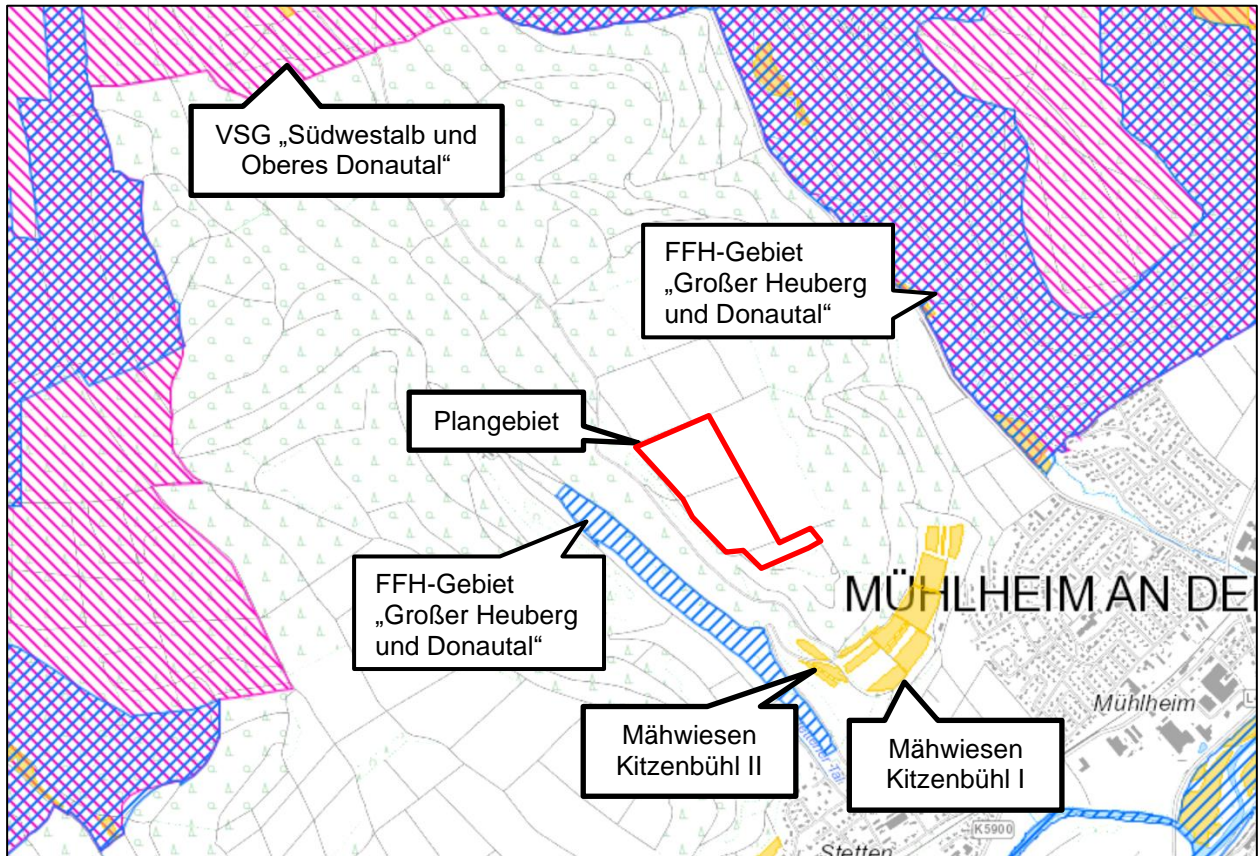 VSG „Südwestalb und
Oberes Donautal“
FFH-Gebiet
„Großer Heuberg
und Donautal“
Plangebiet
FFH-Gebiet
„Großer Heuberg
und Donautal“
MÜHLHEIM AN DE
Mühlheim
L
Mähwiesen
Kitzenbühl II
Mähwiesen
Kitzenbühl I
K5900
Stetten